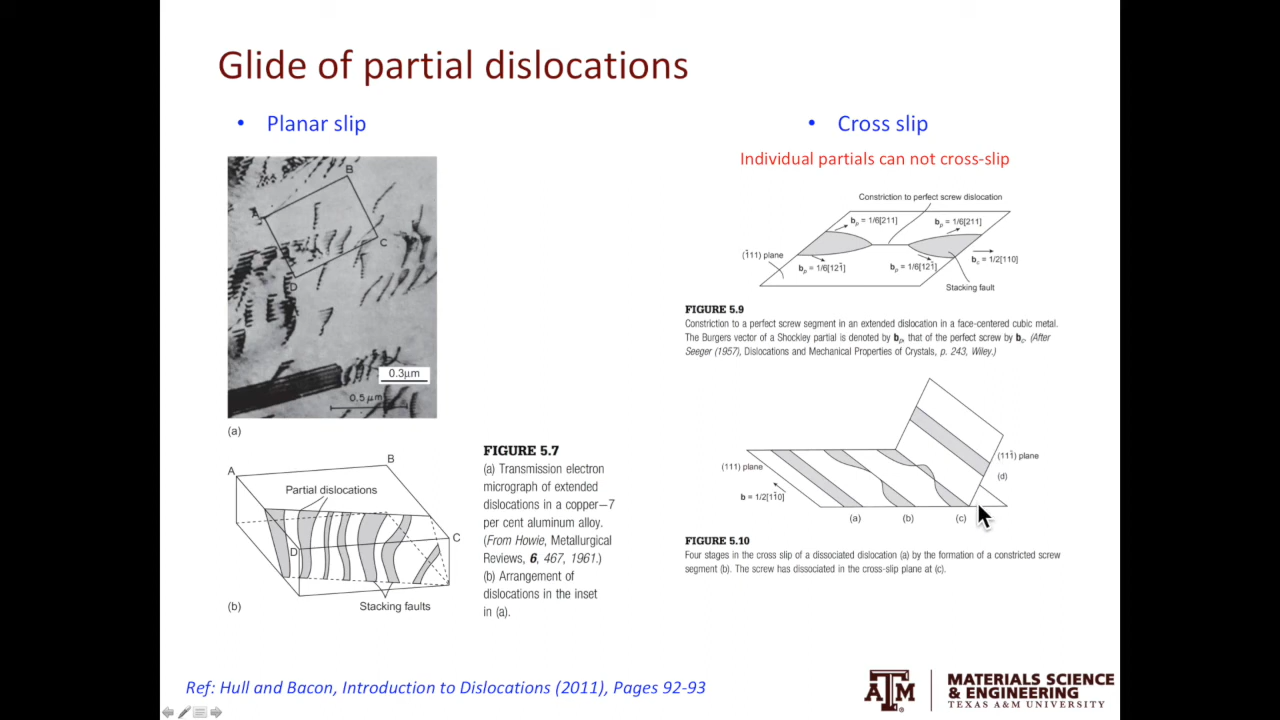 Glide of partial dislocations
• Planar slip
B
A
C
D
0.3μm
0.5 μm
(a)
A
B
Partial dislocations
D
C
Stacking faults
(b)
FIGURE 5.7
(a) Transmission electron
micrograph of extended
dislocations in a copper—7
per cent aluminum alloy.
(From Howie, Metallurgical
Reviews, 6, 467, 1961.)
(b) Arrangement of
dislocations in the inset
in (a).
• Cross slip
Individual partials can not cross-slip
Constriction to perfect screw dislocation
bp = 1/6[211]
bp = 1/6[211]
(1̅11) plane
bp = 1/6[121̅]
bp = 1/6[121̅]
bc = 1/2[110]
Stacking fault
FIGURE 5.9
Constriction to a perfect screw segment in an extended dislocation in a face-centered cubic metal.
The Burgers vector of a Shockley partial is denoted by bp, that of the perfect screw by bc. (After
Seeger (1957), Dislocations and Mechanical Properties of Crystals, p. 243, Wiley.)
(111) plane
b = 1/2[11̅0]
(111̅) plane
(d)
(a)
(b)
(c)
FIGURE 5.10
Four stages in the cross slip of a dissociated dislocation (a) by the formation of a constricted screw
segment (b). The screw has dissociated in the cross-slip plane at (c).
Ref: Hull and Bacon, Introduction to Dislocations (2011), Pages 92-93
ATM®
MATERIALS SCIENCE
& ENGINEERING
TEXAS A&M UNIVERSITY